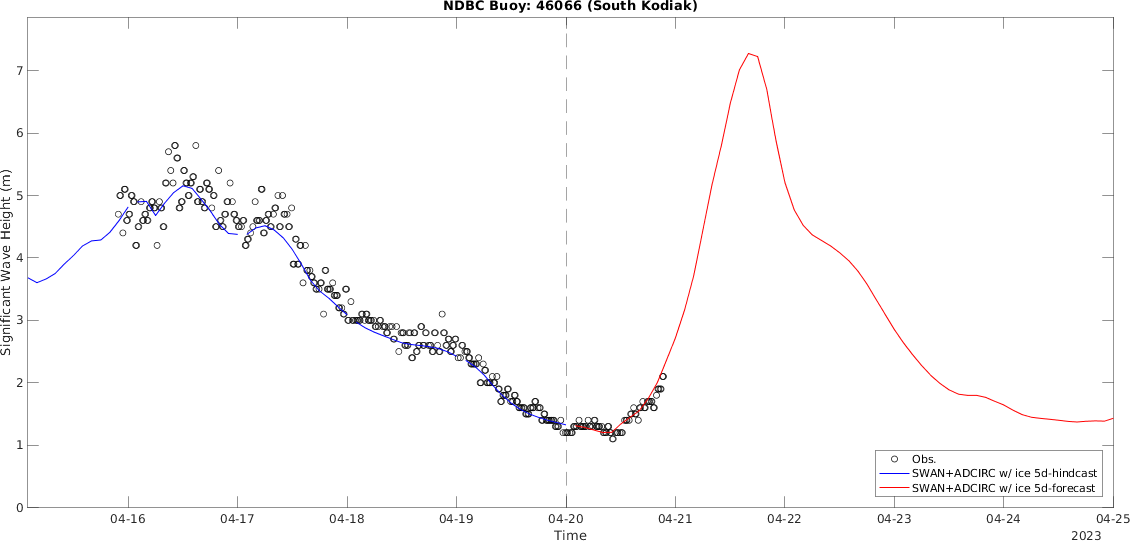 NDBC Buoy: 46066 (South Kodiak)
Significant Wave Height (m)
7
6
5
4
3
2
1
0
Obs.
SWAN+ADCIRC w/ ice 5d-hindcast
SWAN+ADCIRC w/ ice 5d-forecast
04-16 04-17 04-18 04-19 04-20 04-21 04-22 04-23 04-24 04-25
Time 2023